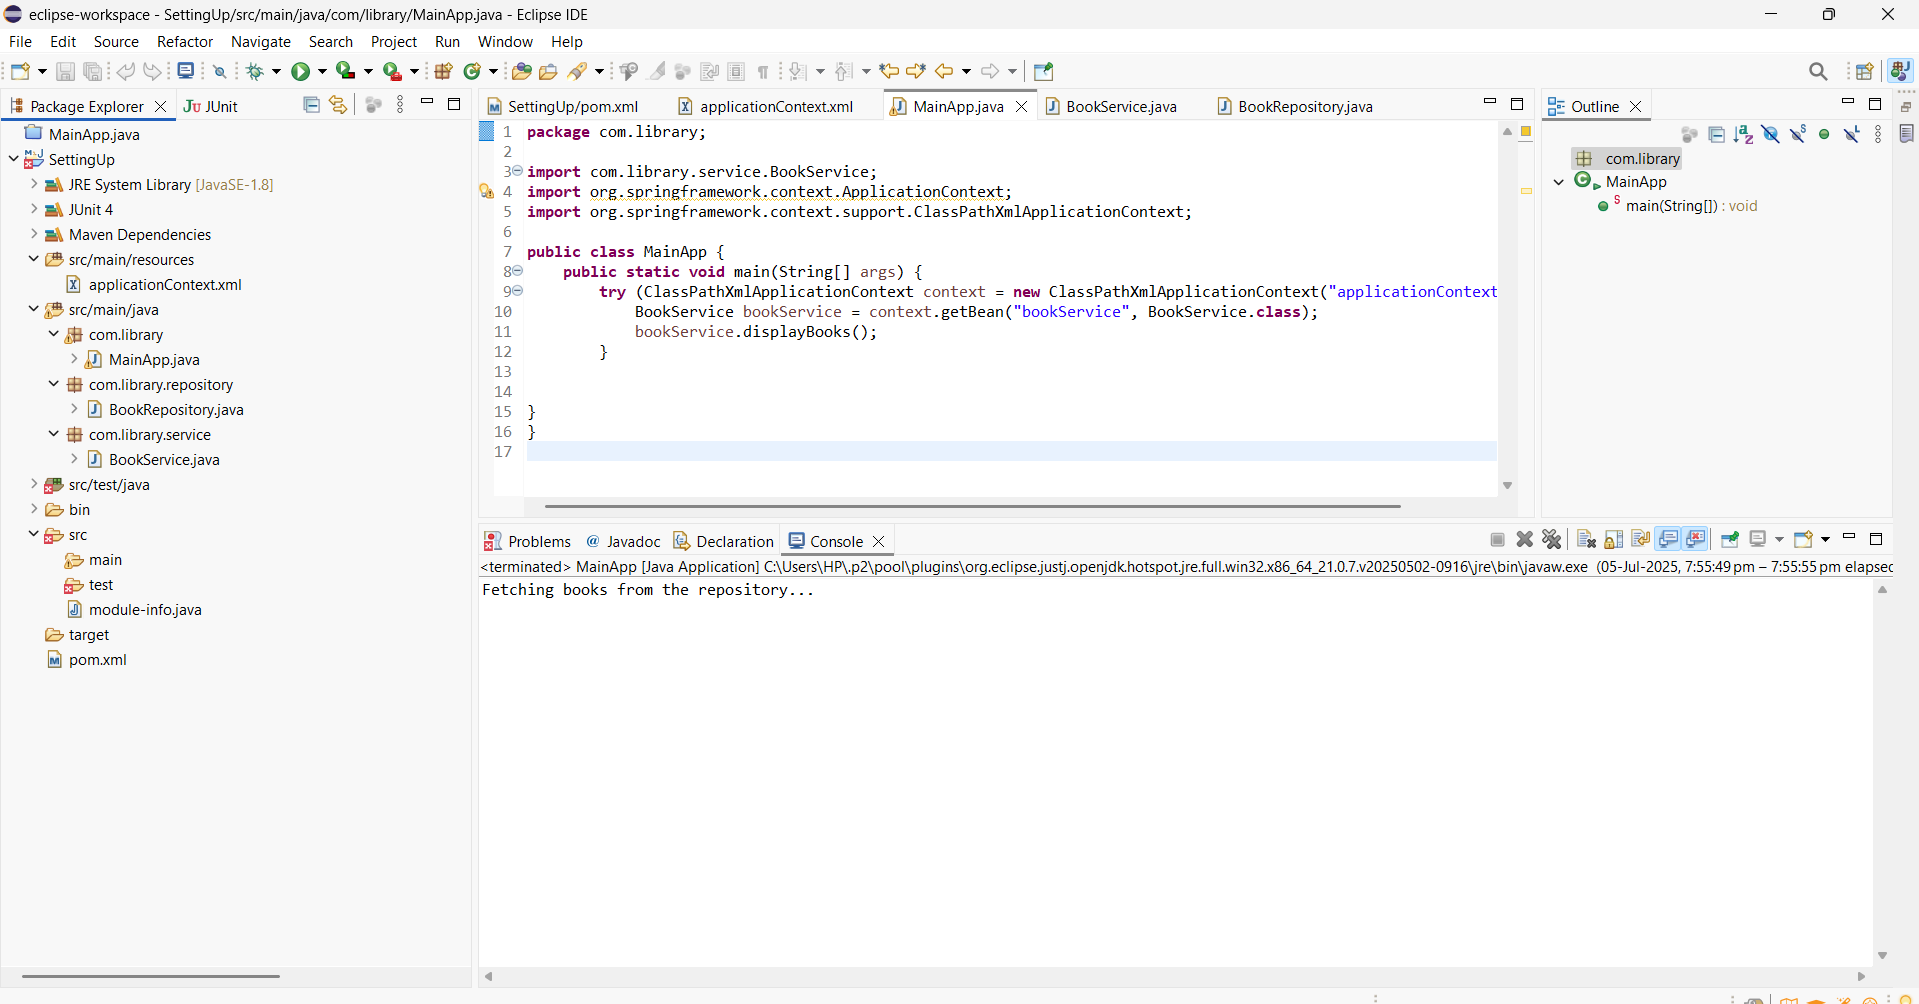 eclipse-workspace - SettingUp/src/main/java/com/library/MainApp.java - Eclipse IDE
File Edit Source Refactor Navigate Search Project Run Window Help
Package Explorer
JUnit
MainApp.java
SettingUp
JRE System Library [JavaSE-1.8]
JUnit 4
Maven Dependencies
src/main/resources
applicationContext.xml
src/main/java
com.library
MainApp.java
com.library.repository
BookRepository.java
com.library.service
BookService.java
src/test/java
bin
src
main
test
module-info.java
target
pom.xml
SettingUp/pom.xml applicationContext.xml MainApp.java BookService.java BookRepository.java
1 package com.library;
2
3 import com.library.service.BookService;
4 import org.springframework.context.ApplicationContext;
5 import org.springframework.context.support.ClassPathXmlApplicationContext;
6
7 public class MainApp {
8 public static void main(String[] args) {
9 try (ClassPathXmlApplicationContext context = new ClassPathXmlApplicationContext("applicationContext
10 BookService bookService = context.getBean("bookService", BookService.class);
11 bookService.displayBooks();
12 }
13
14
15 }
16 }
17
Outline
com.library
MainApp
main(String[]) : void
Problems @ Javadoc Declaration Console
<terminated> MainApp [Java Application] C:\Users\HP\.p2\pool\plugins\org.eclipse.justj.openjdk.hotspot.jre.full.win32.x86_64_21.0.7.v20250502-0916\jre\bin\javaw.exe (05-Jul-2025, 7:55:49 pm – 7:55:55 pm elapsed
Fetching books from the repository...